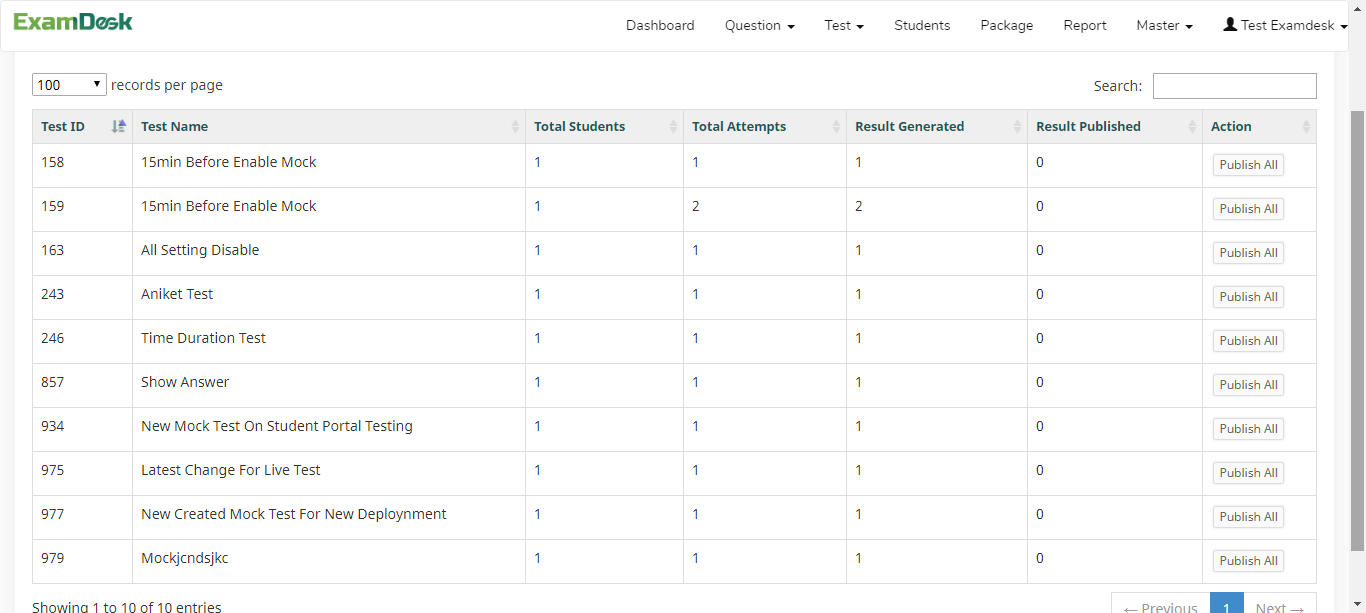 ExamDesk Dashboard Question Test Students Package Report Master Test Examdesk
100 records per page Search:
Test ID Test Name Total Students Total Attempts Result Generated Result Published Action
158 15min Before Enable Mock 1 1 1 0 Publish All
159 15min Before Enable Mock 1 2 2 0 Publish All
163 All Setting Disable 1 1 1 0 Publish All
243 Aniket Test 1 1 1 0 Publish All
246 Time Duration Test 1 1 1 0 Publish All
857 Show Answer 1 1 1 0 Publish All
934 New Mock Test On Student Portal Testing 1 1 1 0 Publish All
975 Latest Change For Live Test 1 1 1 0 Publish All
977 New Created Mock Test For New Deploynment 1 1 1 0 Publish All
979 Mockjcndsjkc 1 1 1 0 Publish All
Showing 1 to 10 of 10 entries ← Previous 1 Next →